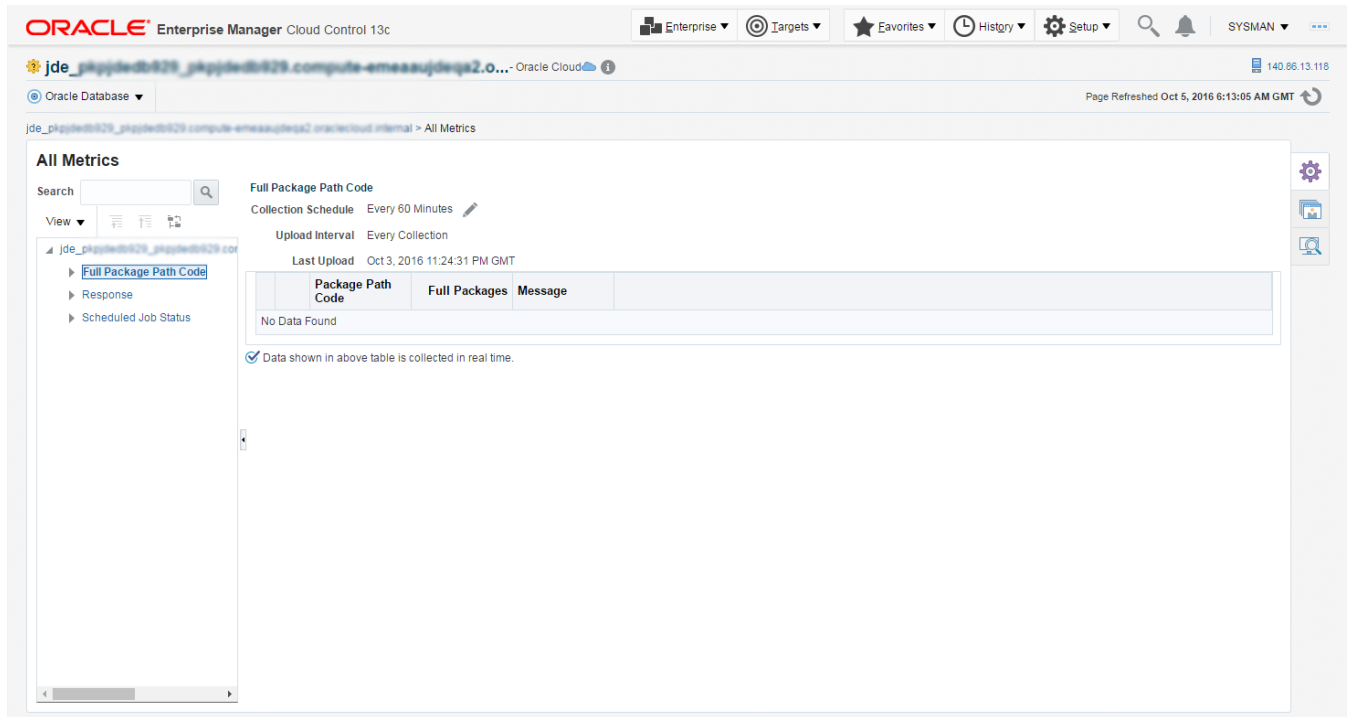 ORACLE® Enterprise Manager Cloud Control 13c
Enterprise ▼ Targets ▼ Favorites ▼ History ▼ Setup ▼ SYSMAN ▼
jde_ - Oracle Cloud
140.86.13.118
Oracle Database ▼
Page Refreshed Oct 5, 2016 6:13:05 AM GMT
> All Metrics
All Metrics
Search
View ▼
jde_
Full Package Path Code
Response
Scheduled Job Status
Full Package Path Code
Collection Schedule Every 60 Minutes
Upload Interval Every Collection
Last Upload Oct 3, 2016 11:24:31 PM GMT
Package Path Code Full Packages Message
No Data Found
Data shown in above table is collected in real time.